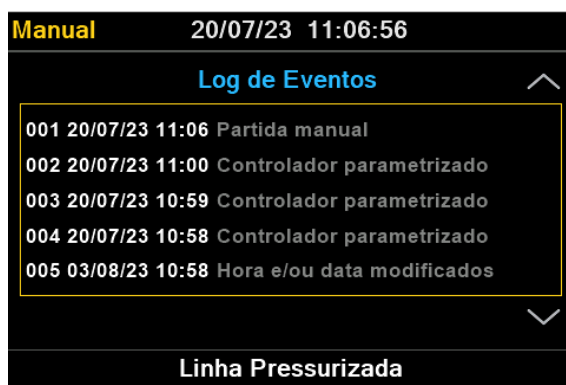 Manual 20/07/23 11:06:56
Log de Eventos
001 20/07/23 11:06 Partida manual
002 20/07/23 11:00 Controlador parametrizado
003 20/07/23 10:59 Controlador parametrizado
004 20/07/23 10:58 Controlador parametrizado
005 03/08/23 10:58 Hora e/ou data modificados
Linha Pressurizada